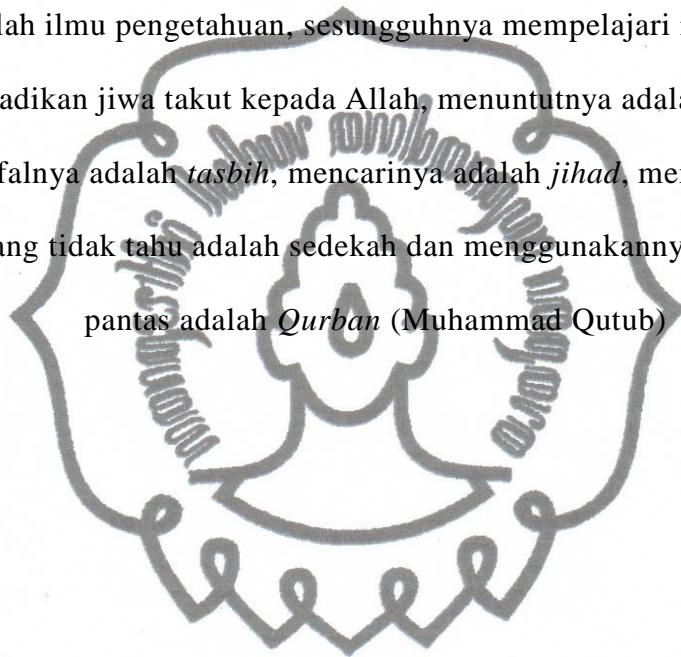 lah ilmu pengetahuan, sesungguhnya mempelajari
adikan jiwa takut kepada Allah, menuntutnya adala
falnya adalah tasbih, mencarinya adalah jihad, me
ang tidak tahu adalah sedekah dan menggunakanny
pantas adalah Qurban (Muhammad Qutub)